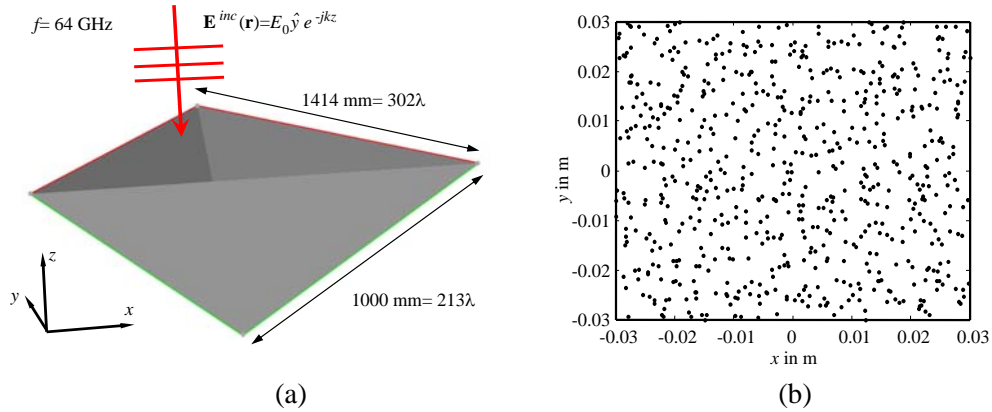 f= 64 GHz
E^inc(r)=E₀ŷ e^-jkz
1414 mm= 302λ
1000 mm= 213λ
z
y
x
(a)
0.03
0.02
0.01
0
-0.01
-0.02
-0.03
y in m
-0.03
-0.02
-0.01
0
0.01
0.02
0.03
x in m
(b)